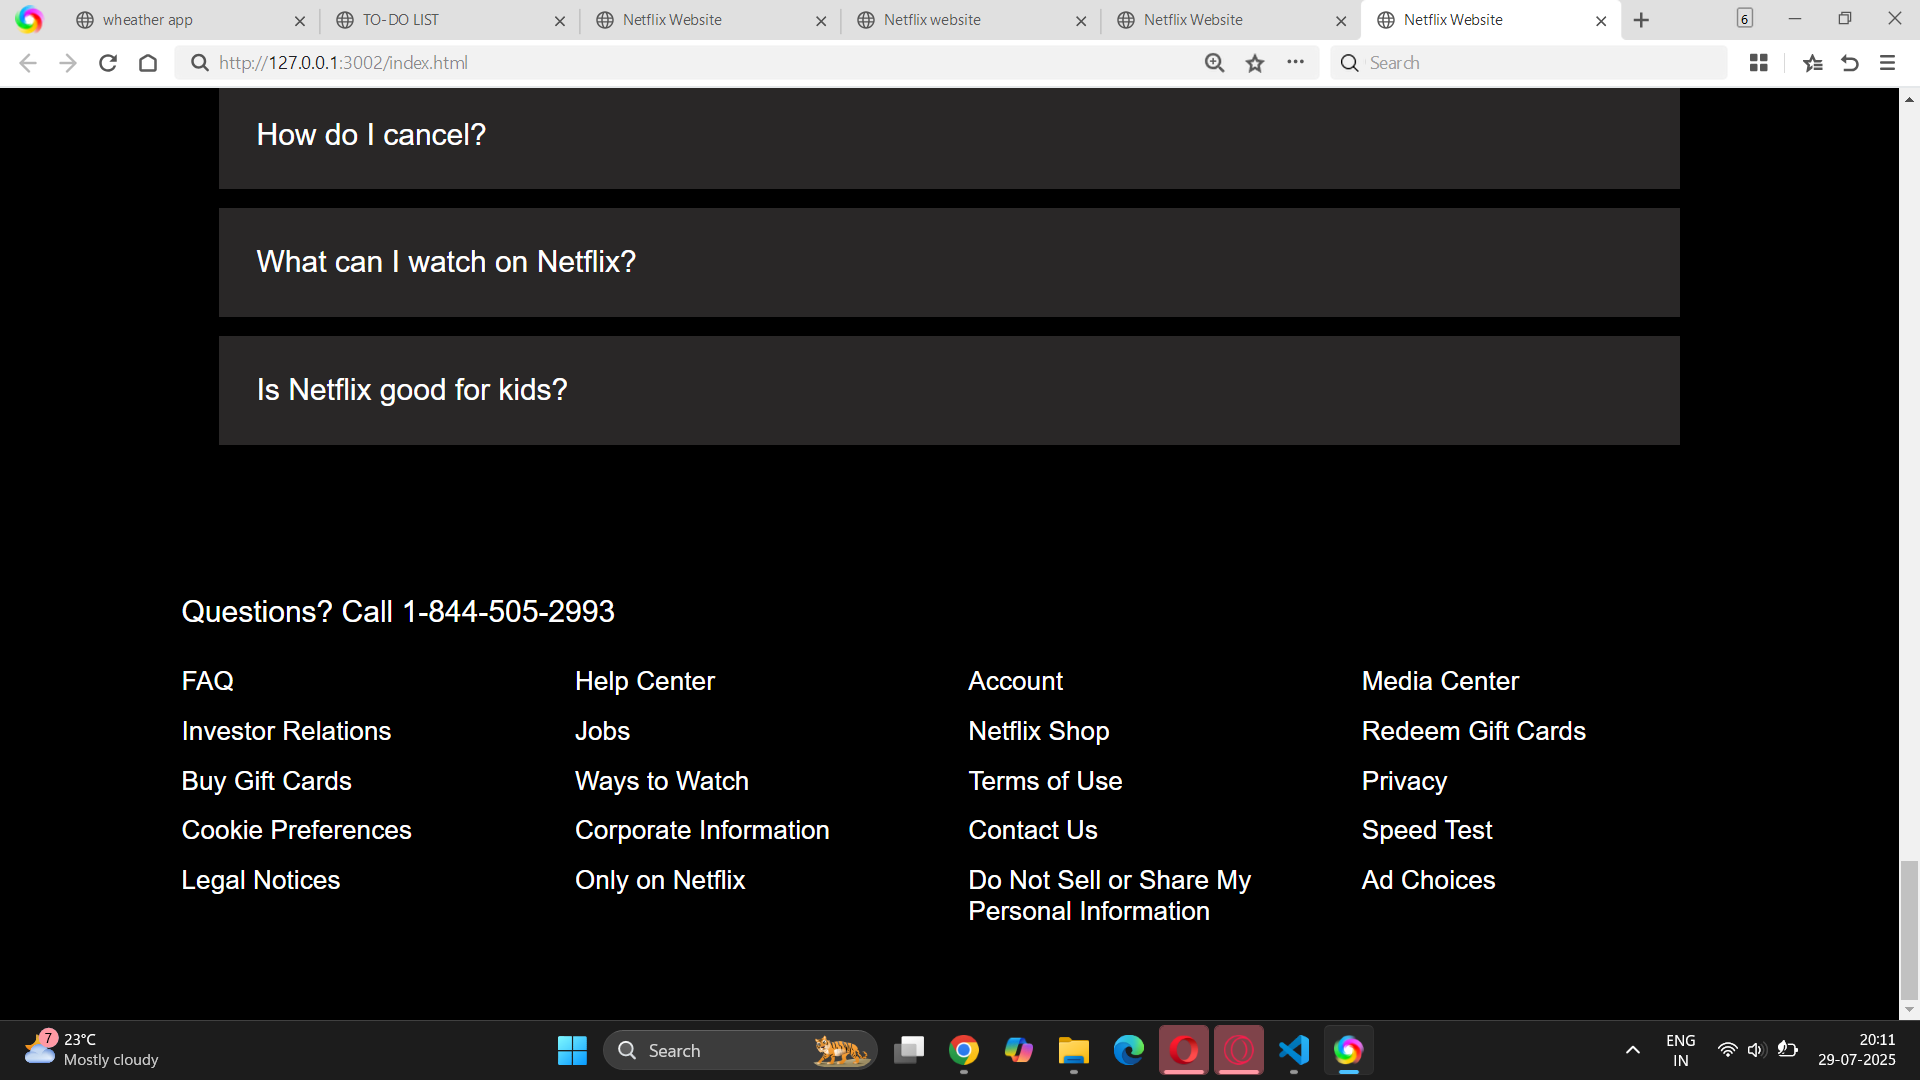 wheather app
TO-DO LIST
Netflix Website
Netflix website
Netflix Website
Netflix Website
6
http://127.0.0.1:3002/index.html
Search
How do I cancel?
What can I watch on Netflix?
Is Netflix good for kids?
Questions? Call 1-844-505-2993
FAQ
Help Center
Account
Media Center
Investor Relations
Jobs
Netflix Shop
Redeem Gift Cards
Buy Gift Cards
Ways to Watch
Terms of Use
Privacy
Cookie Preferences
Corporate Information
Contact Us
Speed Test
Legal Notices
Only on Netflix
Do Not Sell or Share My
Personal Information
Ad Choices
7
23°C
Mostly cloudy
Search
ENG
IN
20:11
29-07-2025